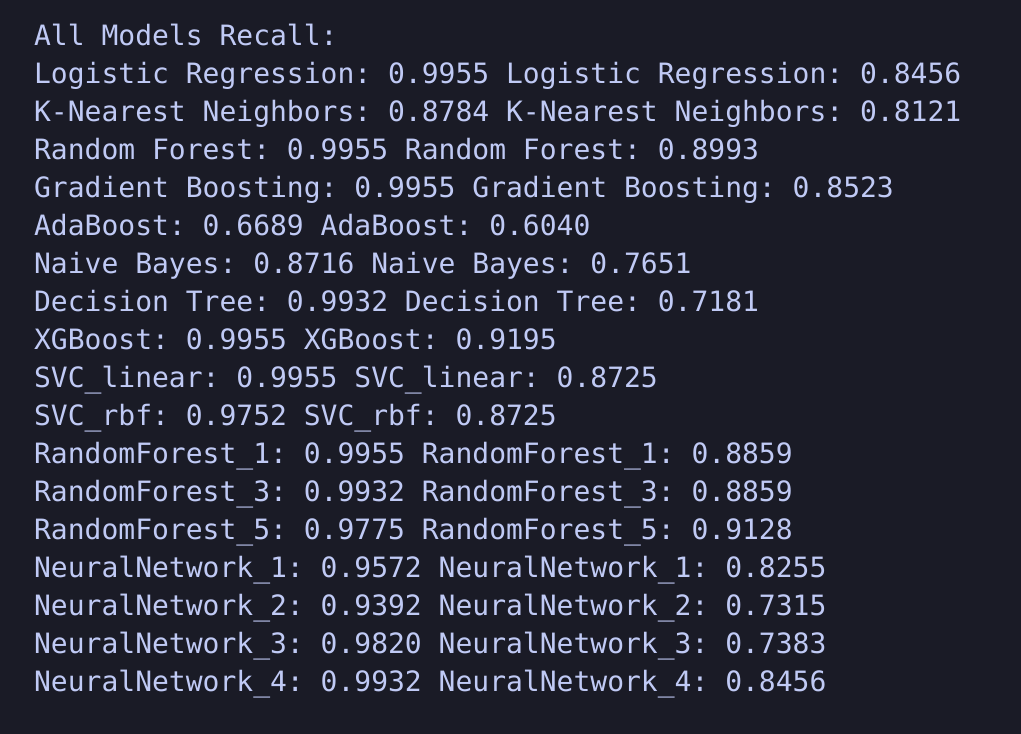 All Models Recall:
Logistic Regression: 0.9955 Logistic Regression: 0.8456
K-Nearest Neighbors: 0.8784 K-Nearest Neighbors: 0.8121
Random Forest: 0.9955 Random Forest: 0.8993
Gradient Boosting: 0.9955 Gradient Boosting: 0.8523
AdaBoost: 0.6689 AdaBoost: 0.6040
Naive Bayes: 0.8716 Naive Bayes: 0.7651
Decision Tree: 0.9932 Decision Tree: 0.7181
XGBoost: 0.9955 XGBoost: 0.9195
SVC_linear: 0.9955 SVC_linear: 0.8725
SVC_rbf: 0.9752 SVC_rbf: 0.8725
RandomForest_1: 0.9955 RandomForest_1: 0.8859
RandomForest_3: 0.9932 RandomForest_3: 0.8859
RandomForest_5: 0.9775 RandomForest_5: 0.9128
NeuralNetwork_1: 0.9572 NeuralNetwork_1: 0.8255
NeuralNetwork_2: 0.9392 NeuralNetwork_2: 0.7315
NeuralNetwork_3: 0.9820 NeuralNetwork_3: 0.7383
NeuralNetwork_4: 0.9932 NeuralNetwork_4: 0.8456